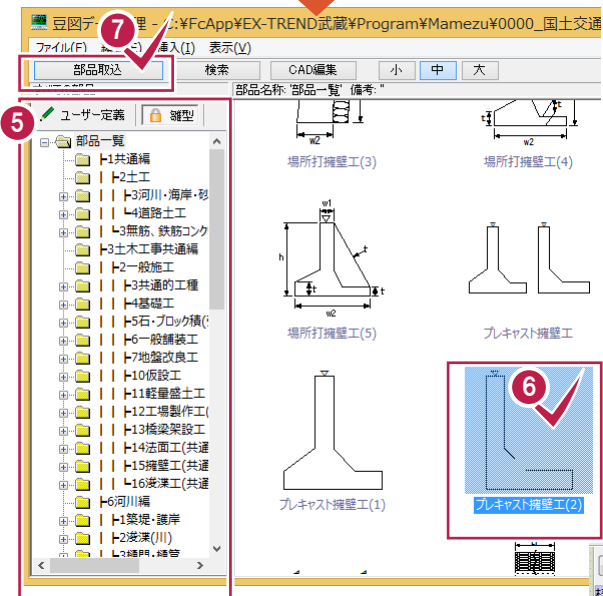 豆図デ 理 - C:¥FcApp¥EX-TREND武蔵¥Program¥Mamezu¥0000_国土交通
7
ファイル(F) 挿入(I) 表示(V)
部品取込 検索 CAD編集 小 中 大
部品名称: '部品一覧' 備考: "
5
ユーザー定義 雛型
部品一覧
├1共通編
| ├2土工
| | ├3河川・海岸・砂
| | └4道路土工
| └3無筋、鉄筋コンク
├3土木工事共通編
| ├2一般施工
| | ├3共通的工種
| | ├4基礎工
| | ├5石・ブロック積(
| | ├6一般舗装工
| | ├7地盤改良工
| | ├10仮設工
| | ├11軽量盛土工
| | ├12工場製作工(
| | ├13橋梁架設工
| | ├14法面工(共通
| | ├15擁壁工(共通
| | └16浚渫工(共通
├6河川編
| ├1築堤・護岸
| ├2浚渫(川)
| ├3樋門・樋管
w2
場所打擁壁工(3)
t
t
w2
場所打擁壁工(4)
w1
h
t
t
t
w2
場所打擁壁工(5)
プレキャスト擁壁工
プレキャスト擁壁工(1)
6
プレキャスト擁壁工(2)